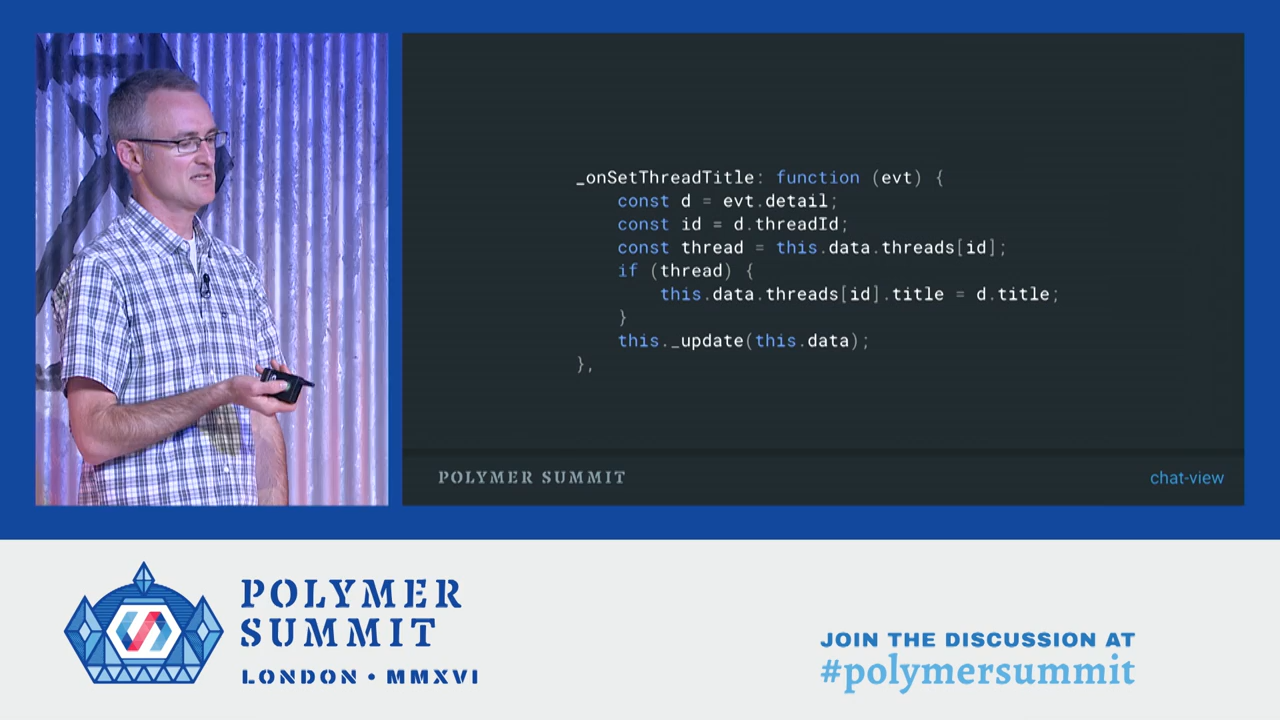 _onSetThreadTitle: function (evt) {
    const d = evt.detail;
    const id = d.threadId;
    const thread = this.data.threads[id];
    if (thread) {
        this.data.threads[id].title = d.title;
    }
    this._update(this.data);
},
POLYMER SUMMIT
chat-view
POLYMER
SUMMIT
LONDON • MMXVI
JOIN THE DISCUSSION AT
#polymersummit